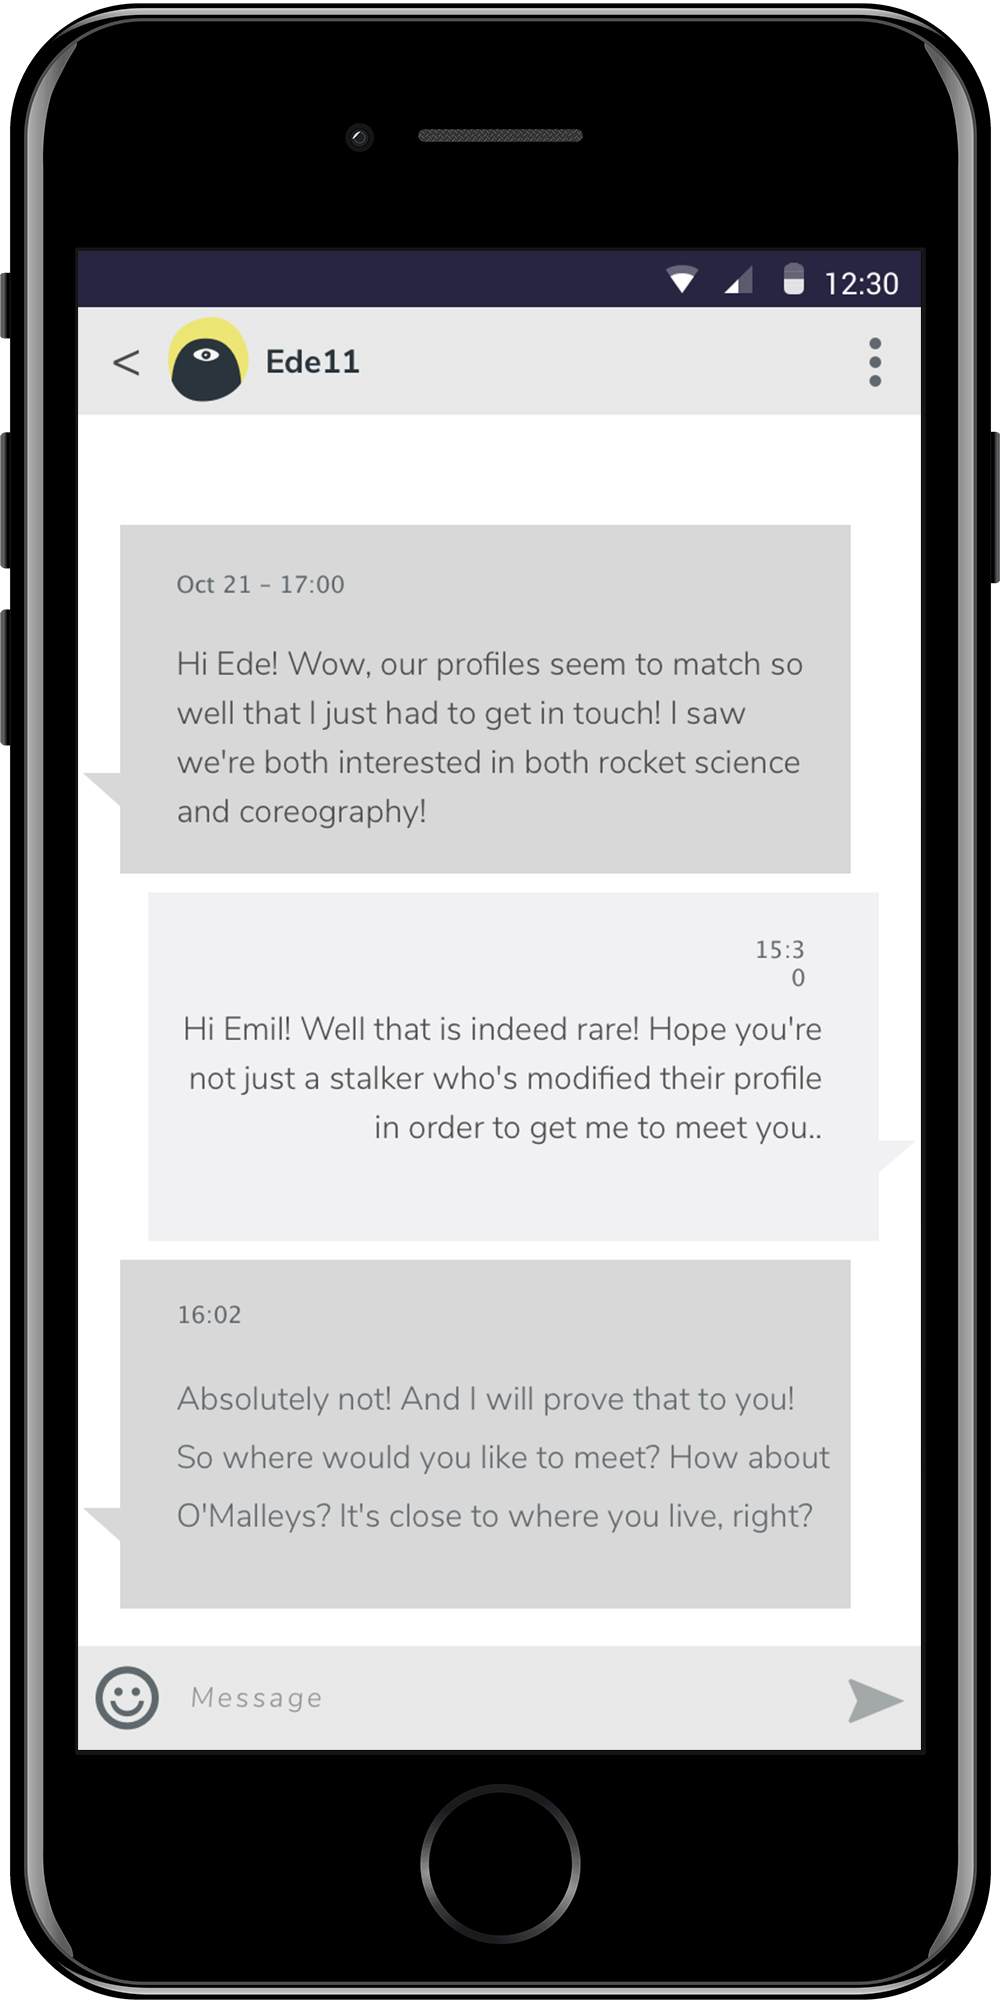 12:30
< Ede11
Oct 21 – 17:00
Hi Ede! Wow, our profiles seem to match so
well that I just had to get in touch! I saw
we're both interested in both rocket science
and coreography!
15:3
0
Hi Emil! Well that is indeed rare! Hope you're
not just a stalker who's modified their profile
in order to get me to meet you..
16:02
Absolutely not! And I will prove that to you!
So where would you like to meet? How about
O'Malleys? It's close to where you live, right?
Message